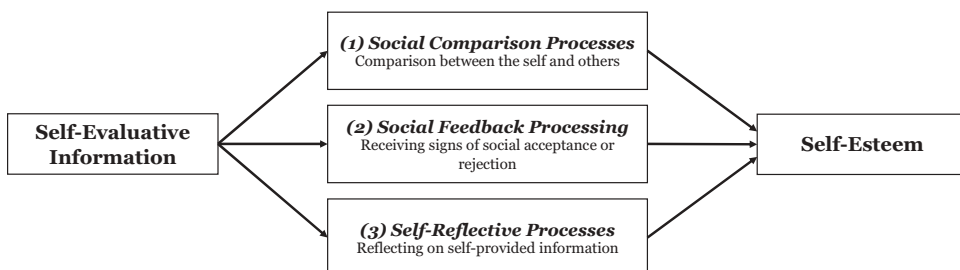 Self-Evaluative
Information
(1) Social Comparison Processes
Comparison between the self and others
(2) Social Feedback Processing
Receiving signs of social acceptance or
rejection
(3) Self-Reflective Processes
Reflecting on self-provided information
Self-Esteem